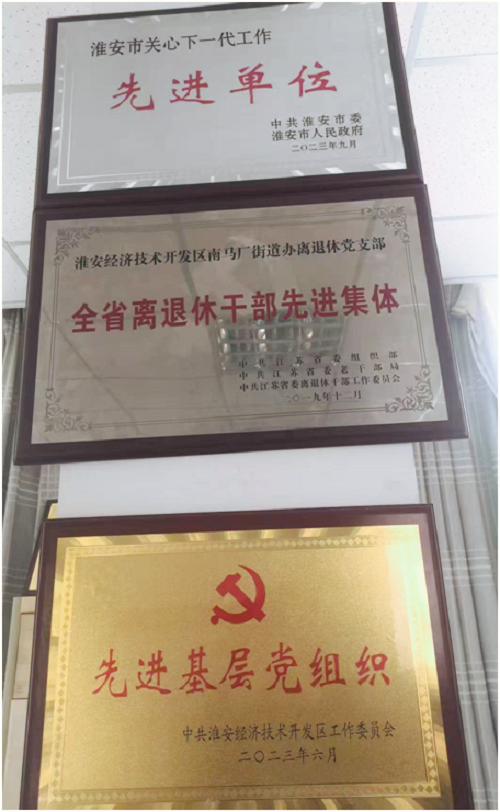 淮安市关心下一代工作
先进单位
中共淮安市委
淮安市人民政府
二〇二三年九月
淮安经济技术开发区南马厂街道办离退休党支部
全省离退休干部先进集体
中共江苏省委组织部
中共江苏省委老干部局
中共江苏省委离退休干部工作委员会
二〇一九年十二月
先进基层党组织
中共淮安经济技术开发区工作委员会
二〇二三年六月